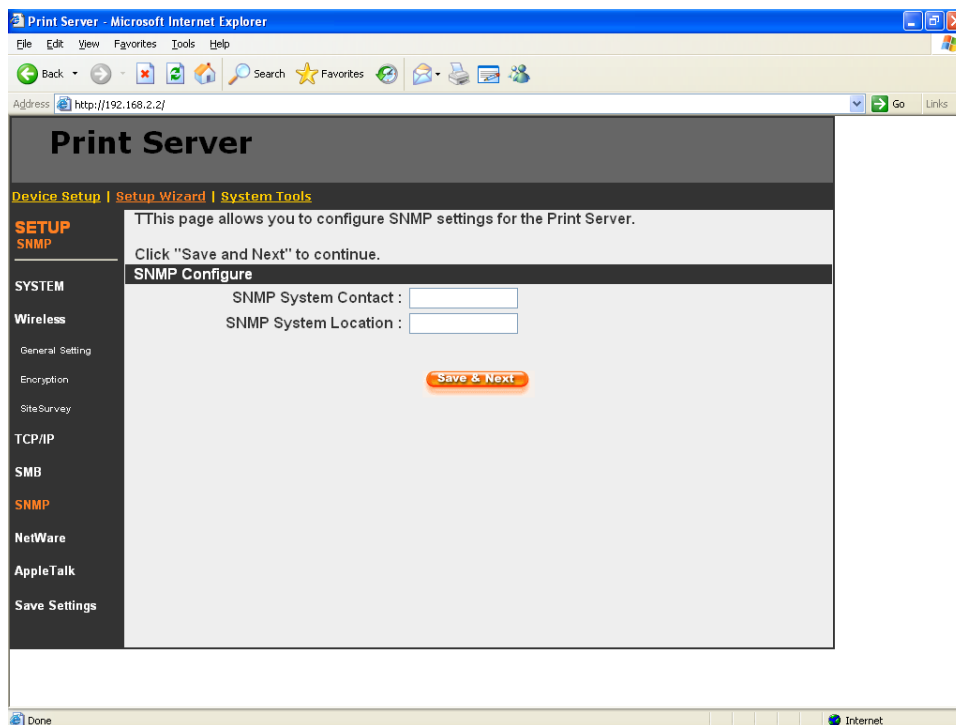 Print Server - Microsoft Internet Explorer
File Edit View Favorites Tools Help
Back Search Favorites
Address http://192.168.2.2/ Go Links
Print Server
Device Setup | Setup Wizard | System Tools
SETUP
SNMP
SYSTEM
Wireless
General Setting
Encryption
SiteSurvey
TCP/IP
SMB
SNMP
NetWare
AppleTalk
Save Settings
TThis page allows you to configure SNMP settings for the Print Server.
Click "Save and Next" to continue.
SNMP Configure
SNMP System Contact :
SNMP System Location :
Save & Next
Done Internet